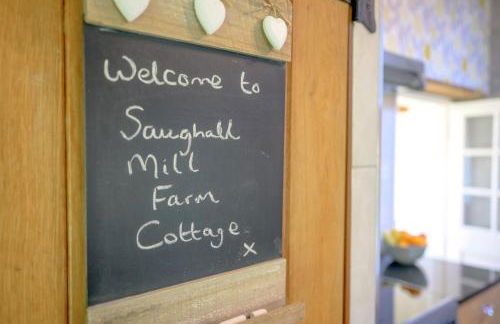 Welcome to
Saughall
Mill
Farm
Cottage
x